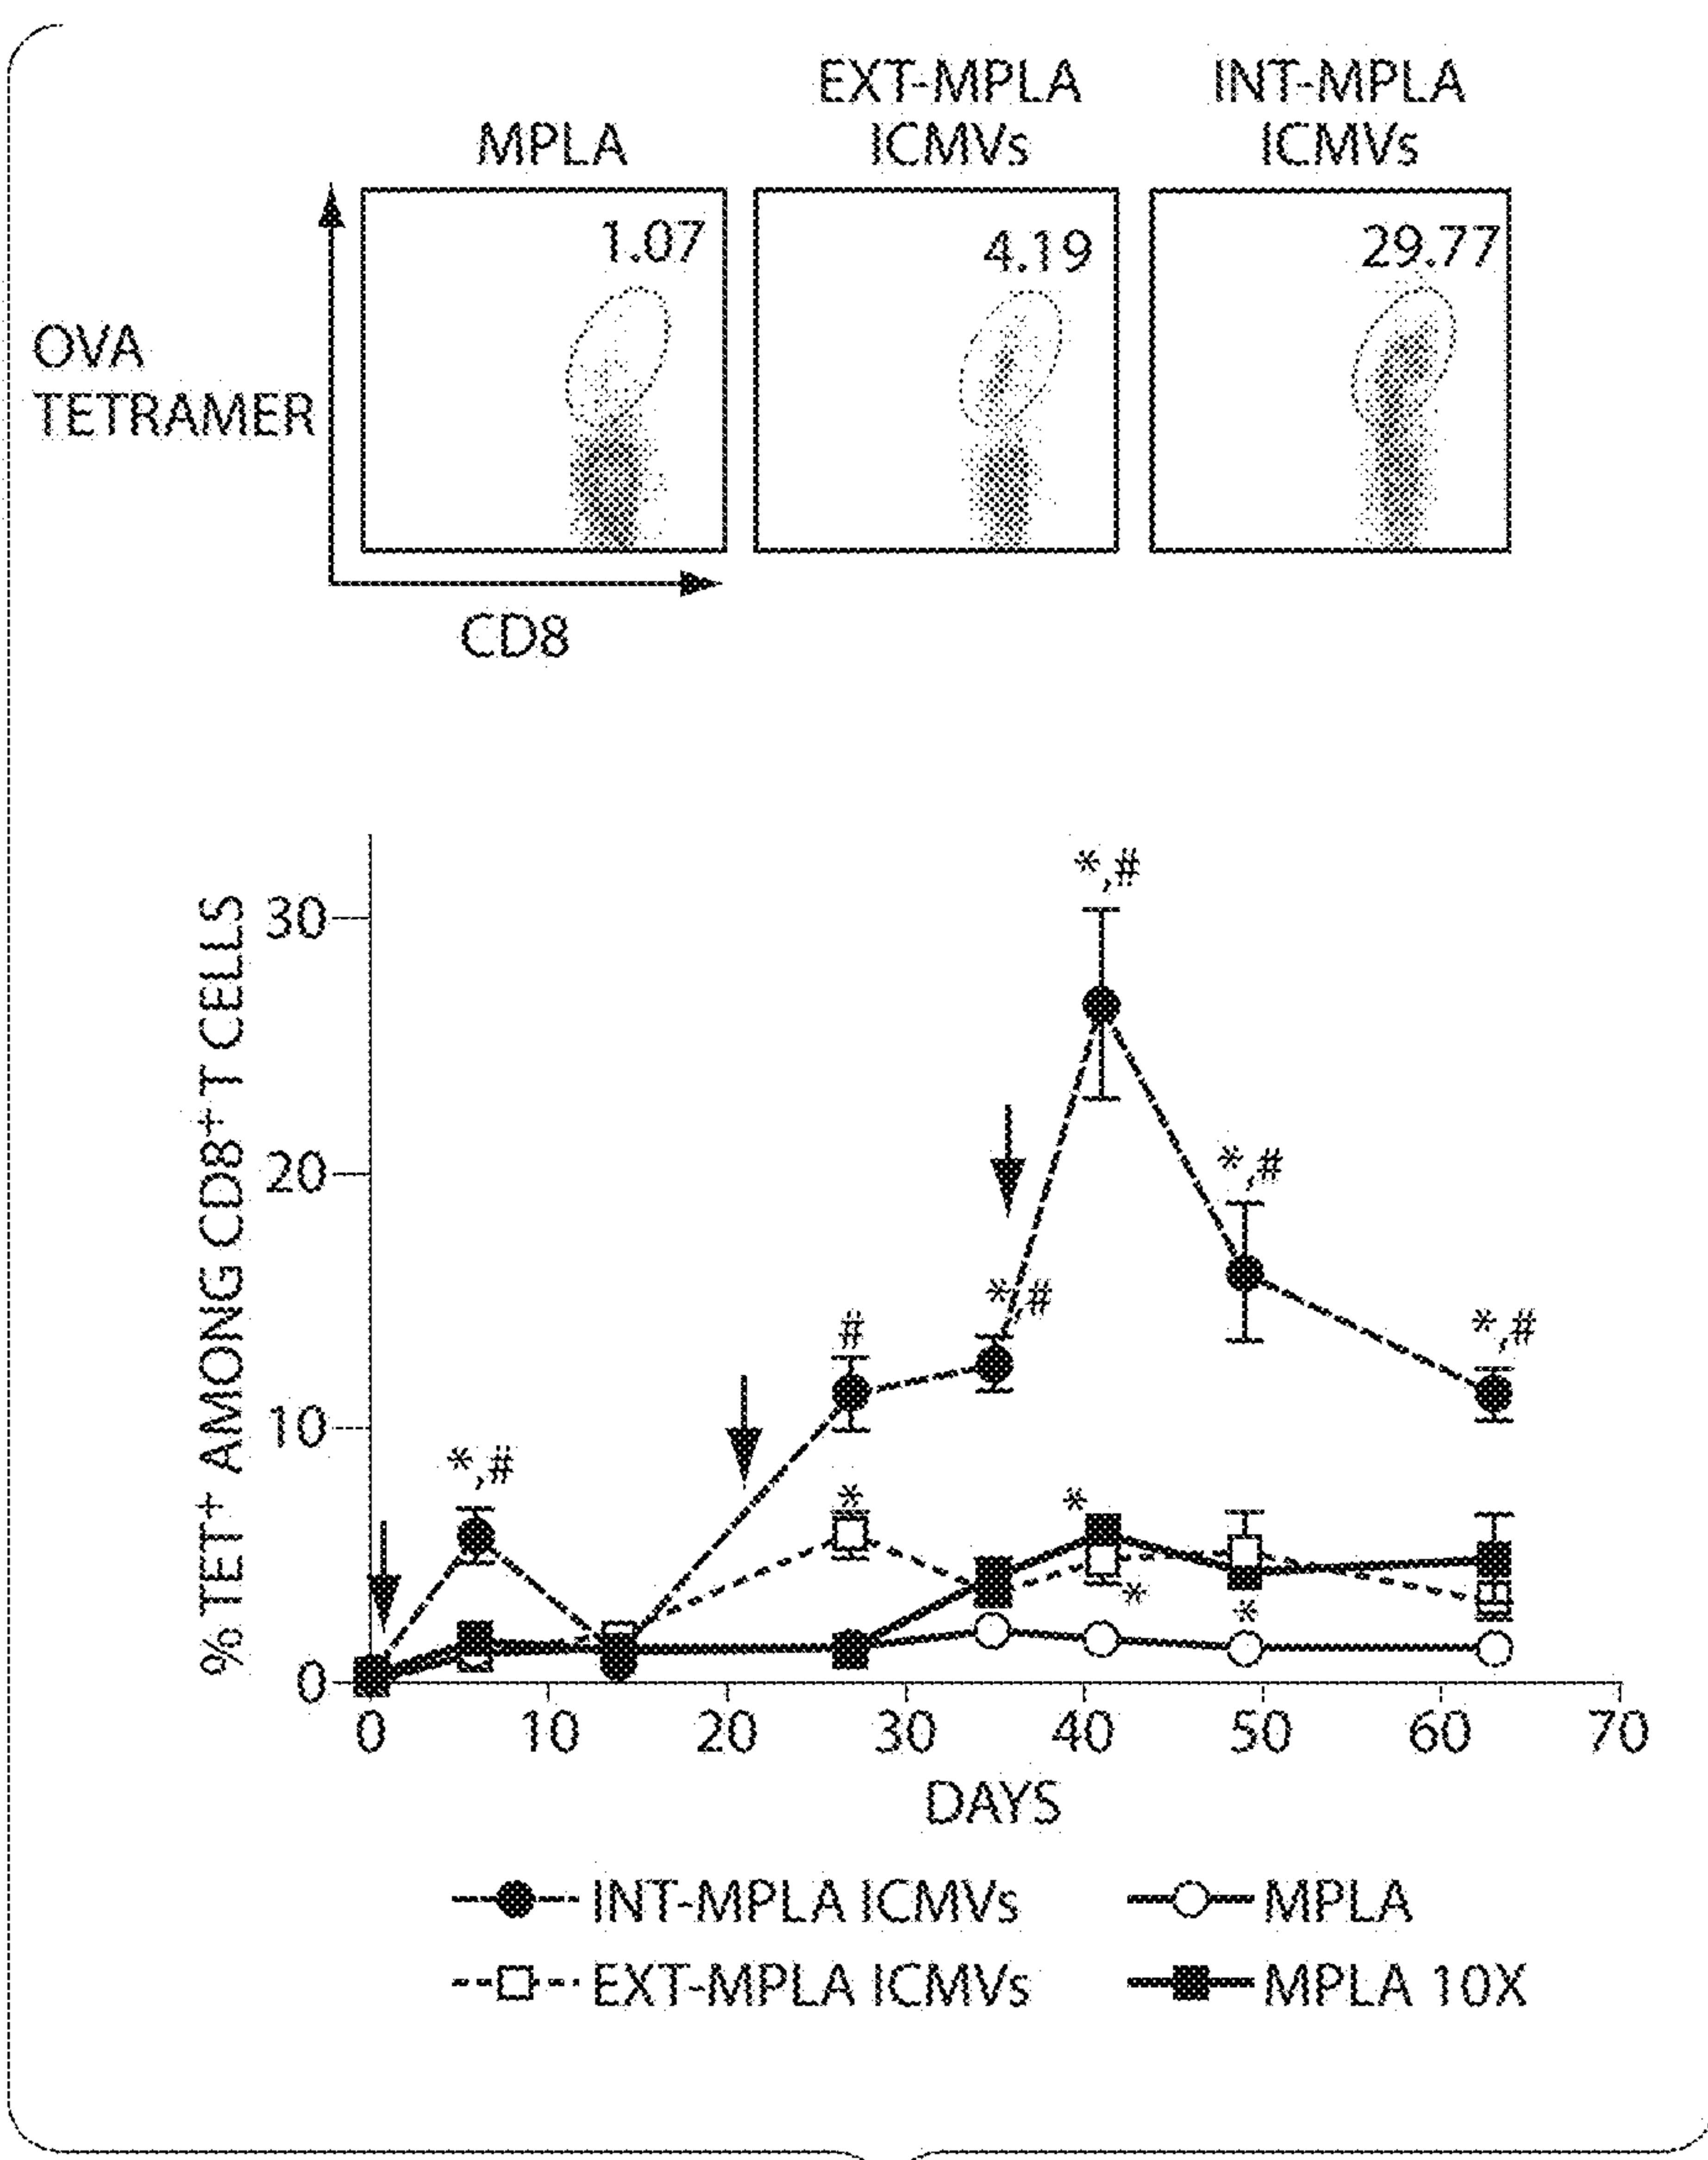 MPLA
EXT-MPLA
ICMVs
INT-MPLA
ICMVs
1.07
4.19
29.77
OVA
TETRAMER
CD8
% TET+ AMONG CD8+ T CELLS
30
20
10
0
*,#
#
*
*,#
*,#
*
*
*,#
*
*,#
0 10 20 30 40 50 60 70
DAYS
INT-MPLA ICMVs
MPLA
EXT-MPLA ICMVs
MPLA 10X